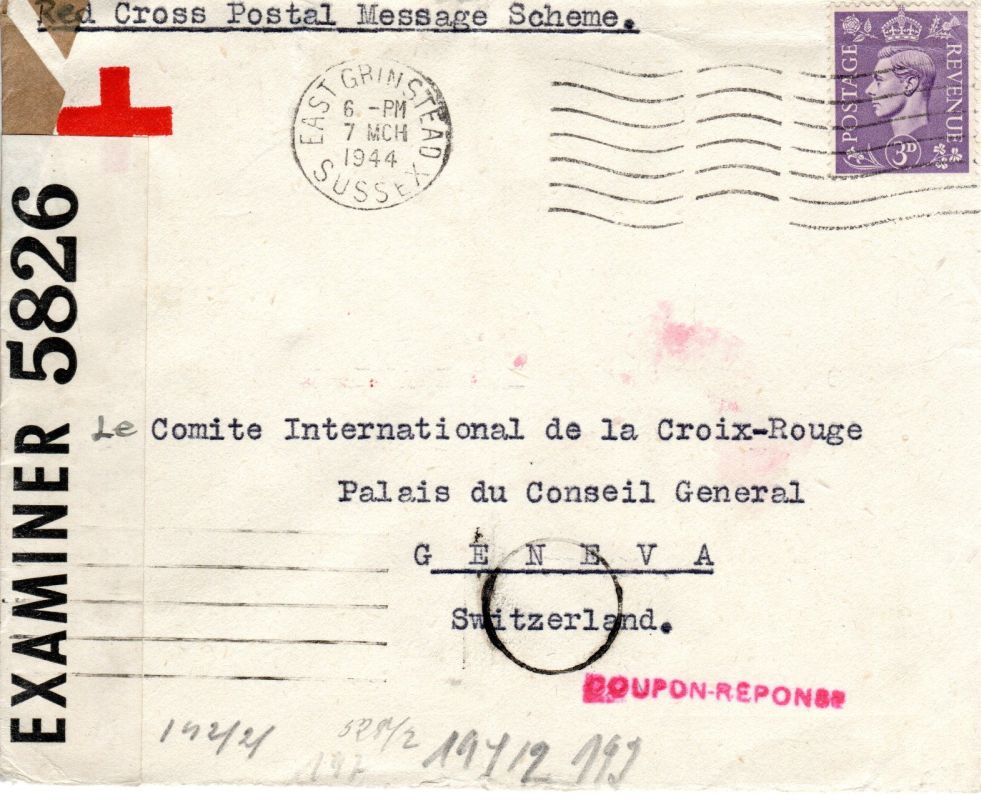 Red Cross Postal Message Scheme.
EAST GRINSTEAD
6 - PM
7 MCH
1944
SUSSEX
POSTAGE REVENUE
3D
EXAMINER 5826
Le Comite International de la Croix-Rouge
Palais du Conseil General
GENEVA
Switzerland.
COUPON-REPONSE